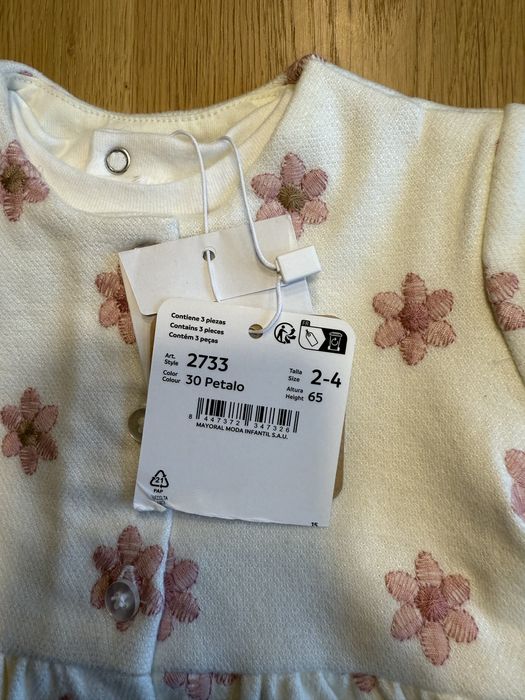 Contiene 3 piezas
Contains 3 pieces
Contém 3 peças
Art. Style 2733 Talla Size 2-4
Color Colour 30 Petalo Altura Height 65
8 447372 347326
MAYORAL MODA INFANTIL S.A.U.
21
PAP